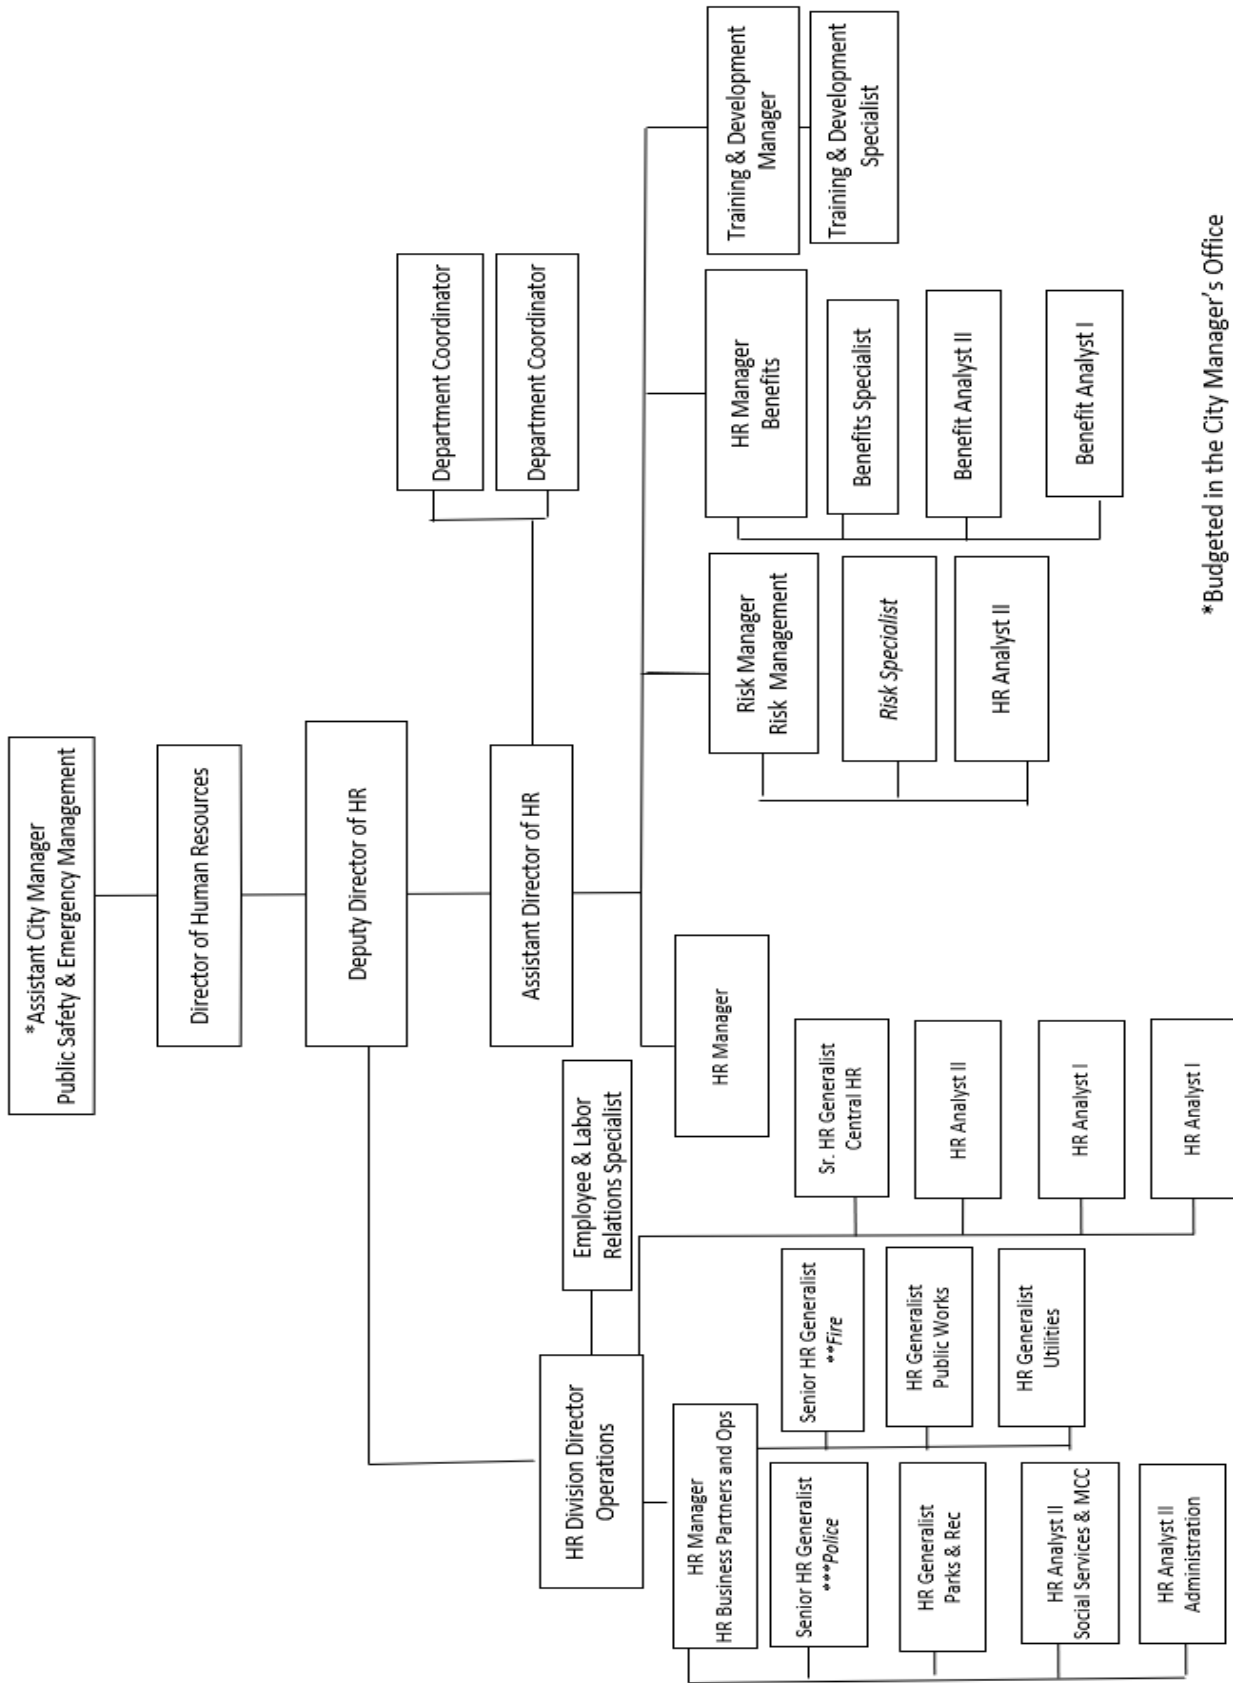 *Assistant City Manager
Public Safety & Emergency Management
Director of Human Resources
Deputy Director of HR
Assistant Director of HR
Department Coordinator
Department Coordinator
HR Division Director
Operations
Employee & Labor
Relations Specialist
HR Manager
HR Business Partners and Ops
Senior HR Generalist
***Police
HR Generalist
Parks & Rec
HR Analyst II
Social Services & MCC
HR Analyst II
Administration
Senior HR Generalist
**Fire
HR Generalist
Public Works
HR Generalist
Utilities
Sr. HR Generalist
Central HR
HR Analyst II
HR Analyst I
HR Analyst I
HR Manager
Risk Manager
Risk Management
Risk Specialist
HR Analyst II
HR Manager
Benefits
Benefits Specialist
Benefit Analyst II
Benefit Analyst I
Training & Development
Manager
Training & Development
Specialist
*Budgeted in the City Manager's Office